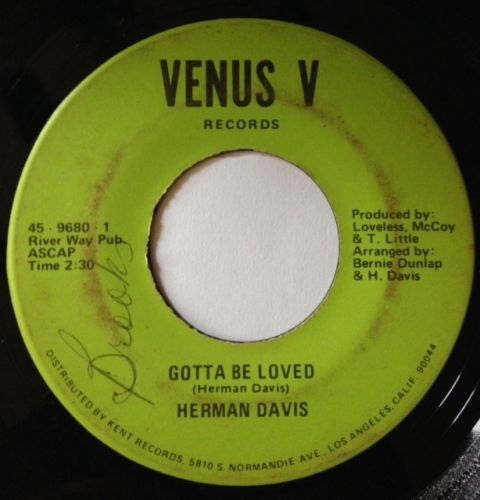 VENUS V
RECORDS
45 - 9680 - 1
River Way Pub.
ASCAP
Time 2:30
Produced by:
Loveless, McCoy
& T. Little
Arranged by:
Bernie Dunlap
& H. Davis
Brooks
GOTTA BE LOVED
(Herman Davis)
HERMAN DAVIS
DISTRIBUTED BY KENT RECORDS. 5810 S. NORMANDIE AVE., LOS ANGELES, CALIF. 90044